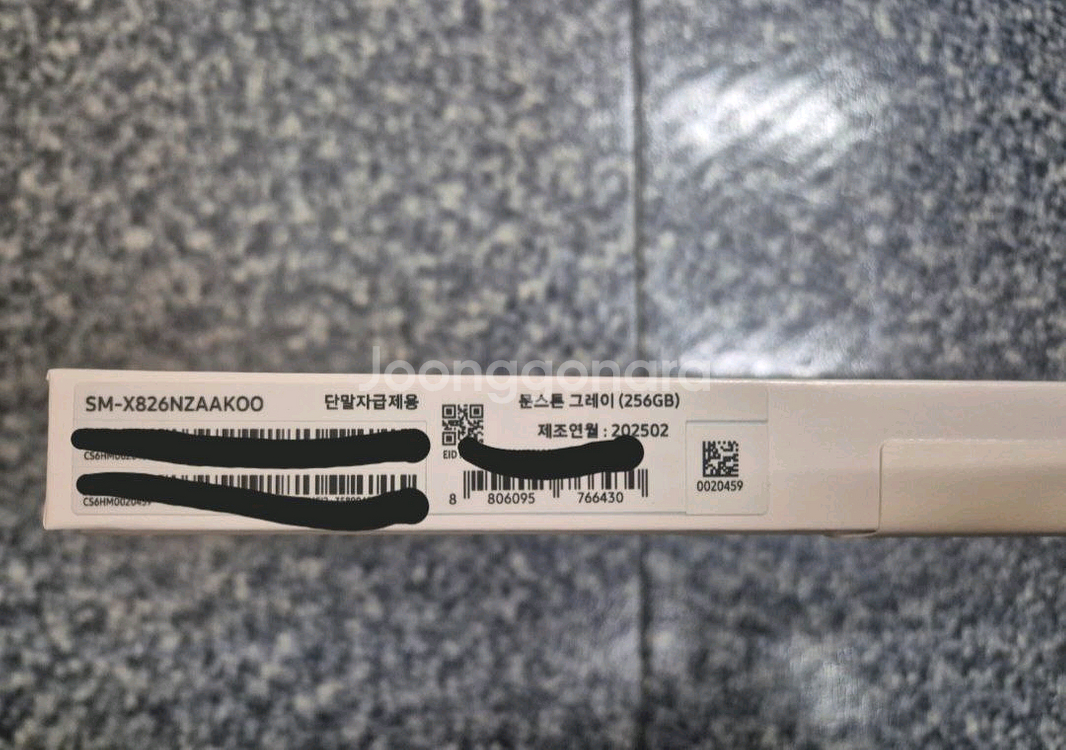 Joonggonara
SM-X826NZAAKOO 단말자급제용
문스톤 그레이 (256GB)
제조연월 : 202502
EID
CS6HM0020459
8 806095 766430
0020459